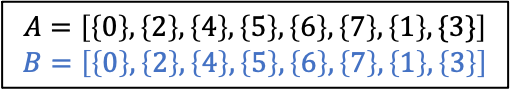 A = [{0}, {2}, {4}, {5}, {6}, {7}, {1}, {3}]
B = [{0}, {2}, {4}, {5}, {6}, {7}, {1}, {3}]